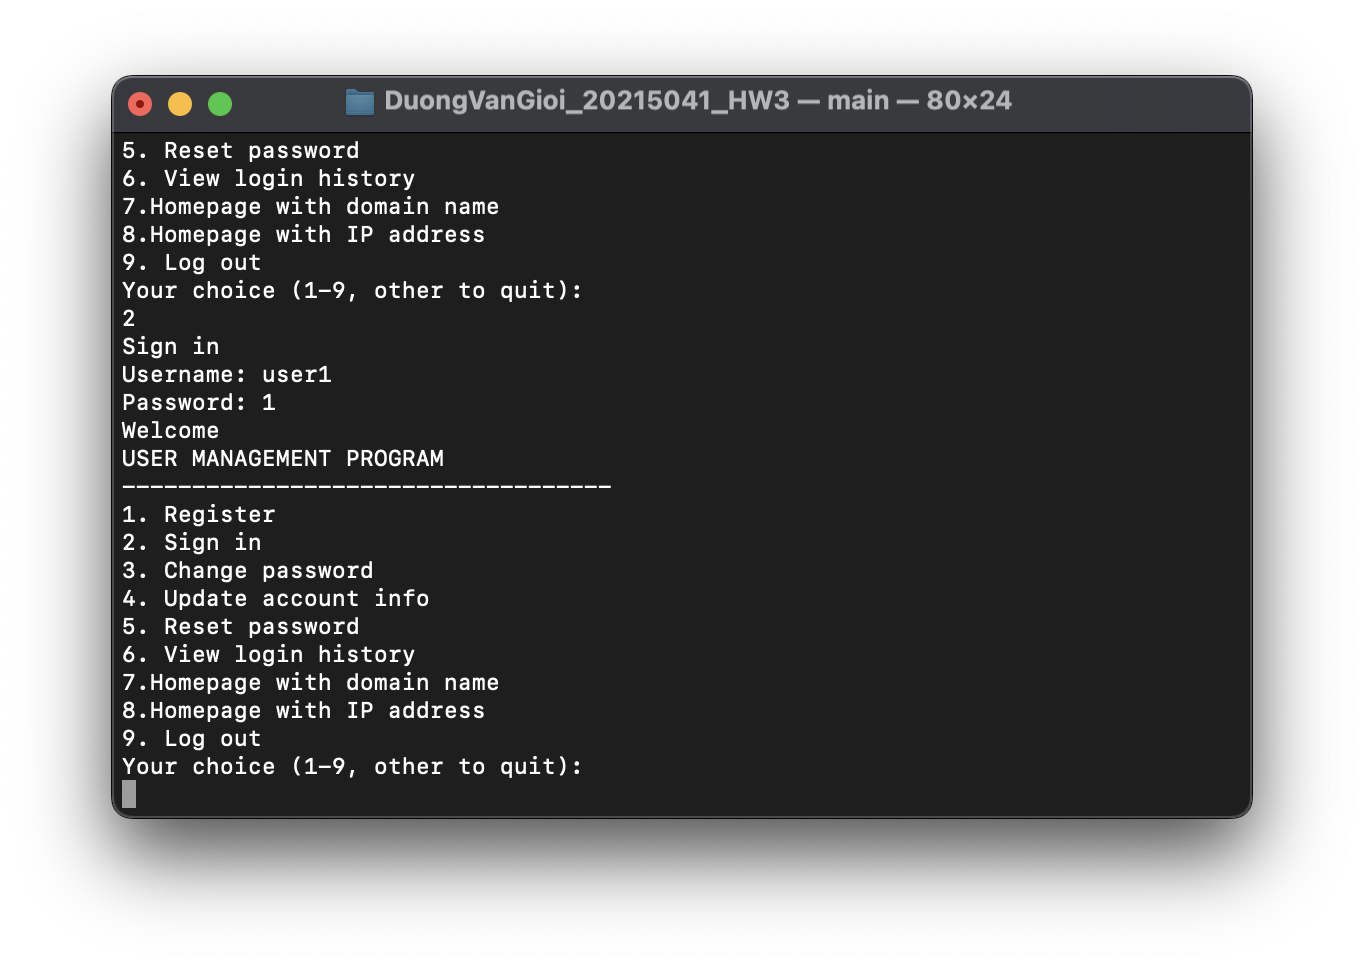 DuongVanGioi_20215041_HW3 — main — 80×24
5. Reset password
6. View login history
7.Homepage with domain name
8.Homepage with IP address
9. Log out
Your choice (1-9, other to quit):
2
Sign in
Username: user1
Password: 1
Welcome
USER MANAGEMENT PROGRAM
-----------------------------------
1. Register
2. Sign in
3. Change password
4. Update account info
5. Reset password
6. View login history
7.Homepage with domain name
8.Homepage with IP address
9. Log out
Your choice (1-9, other to quit):